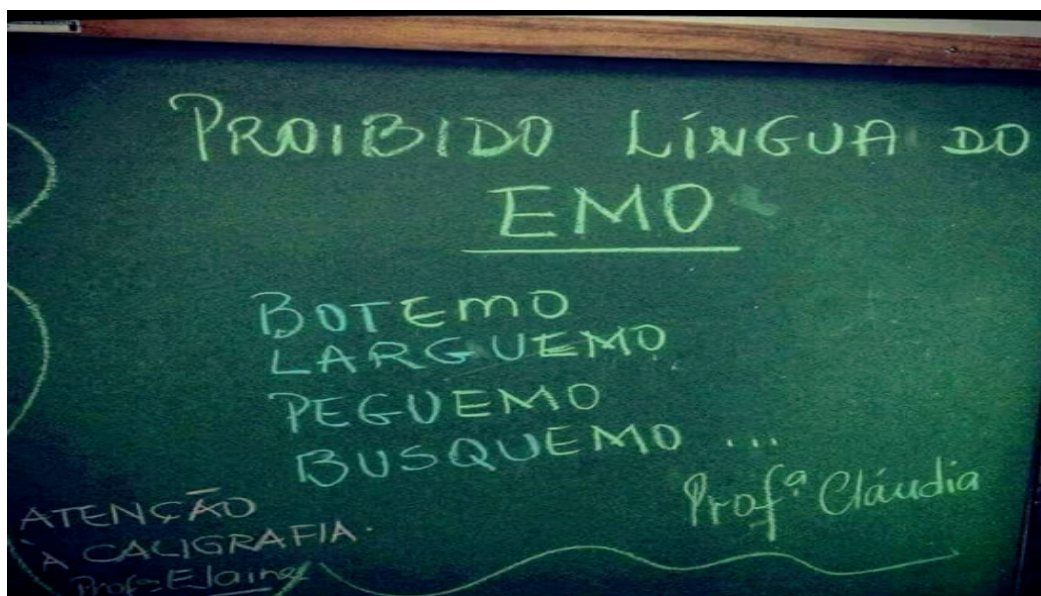 PROIBIDO LÍNGUA DO
EMO
BOTEMO
LARGUEMO
PEGUEMO
BUSQUEMO ...
Profª Cláudia
ATENÇÃO
À CALIGRAFIA.
Profª Elaine